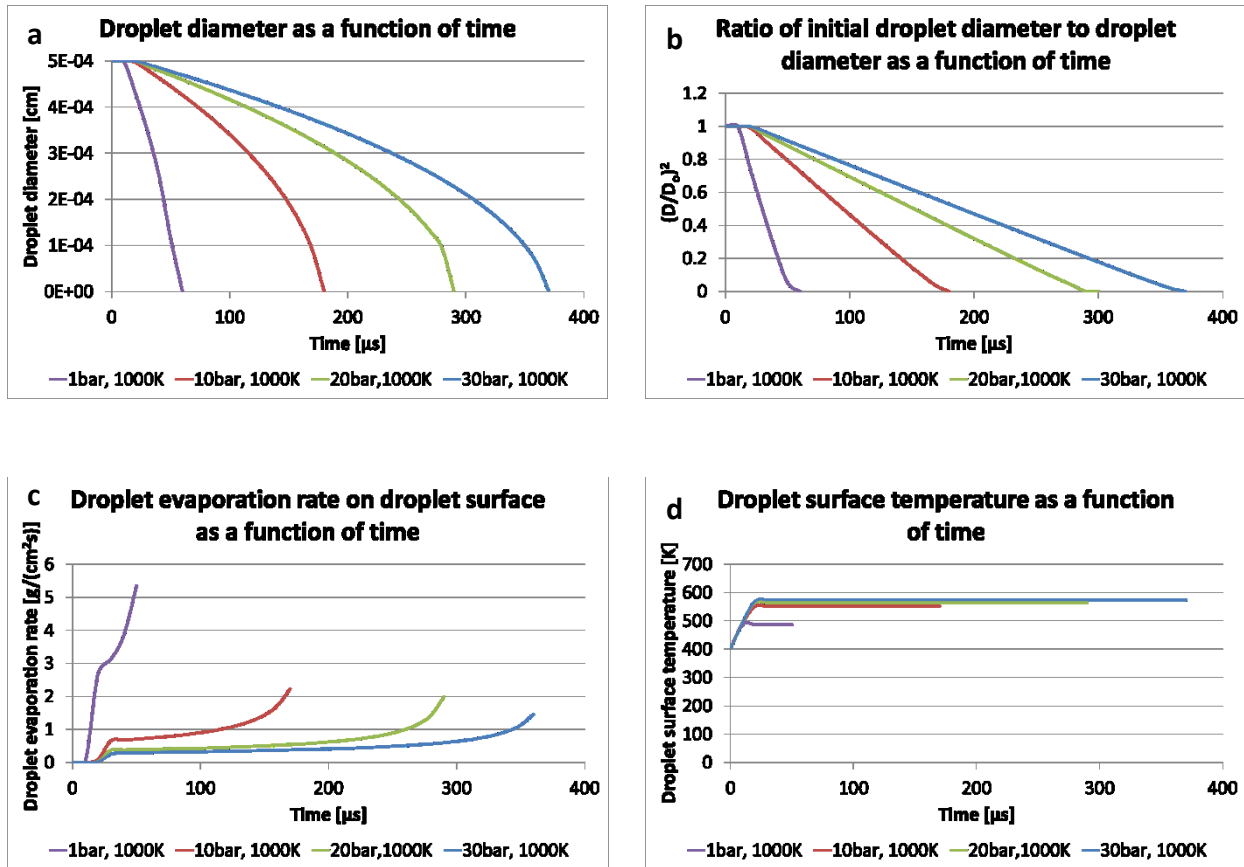 a
Droplet diameter as a function of time
Droplet diameter [cm]
5E-04
4E-04
3E-04
2E-04
1E-04
0E+00
0 100 200 300 400
Time [µs]
1bar, 1000K 10bar, 1000K 20bar,1000K 30bar, 1000K
b
Ratio of initial droplet diameter to droplet
diameter as a function of time
(D/D₀)²
1.2
1
0.8
0.6
0.4
0.2
0
0 100 200 300 400
Time [µs]
1bar, 1000K 10bar, 1000K 20bar,1000K 30bar, 1000K
c
Droplet evaporation rate on droplet surface
as a function of time
Droplet evaporation rate [g/(cm²s)]
6
5
4
3
2
1
0
0 100 200 300 400
Time [µs]
1bar, 1000K 10bar, 1000K 20bar,1000K 30bar, 1000K
d
Droplet surface temperature as a function
of time
Droplet surface temperature [K]
700
600
500
400
300
200
100
0
0 100 200 300 400
Time [µs]
1bar, 1000K 10bar, 1000K 20bar,1000K 30bar, 1000K